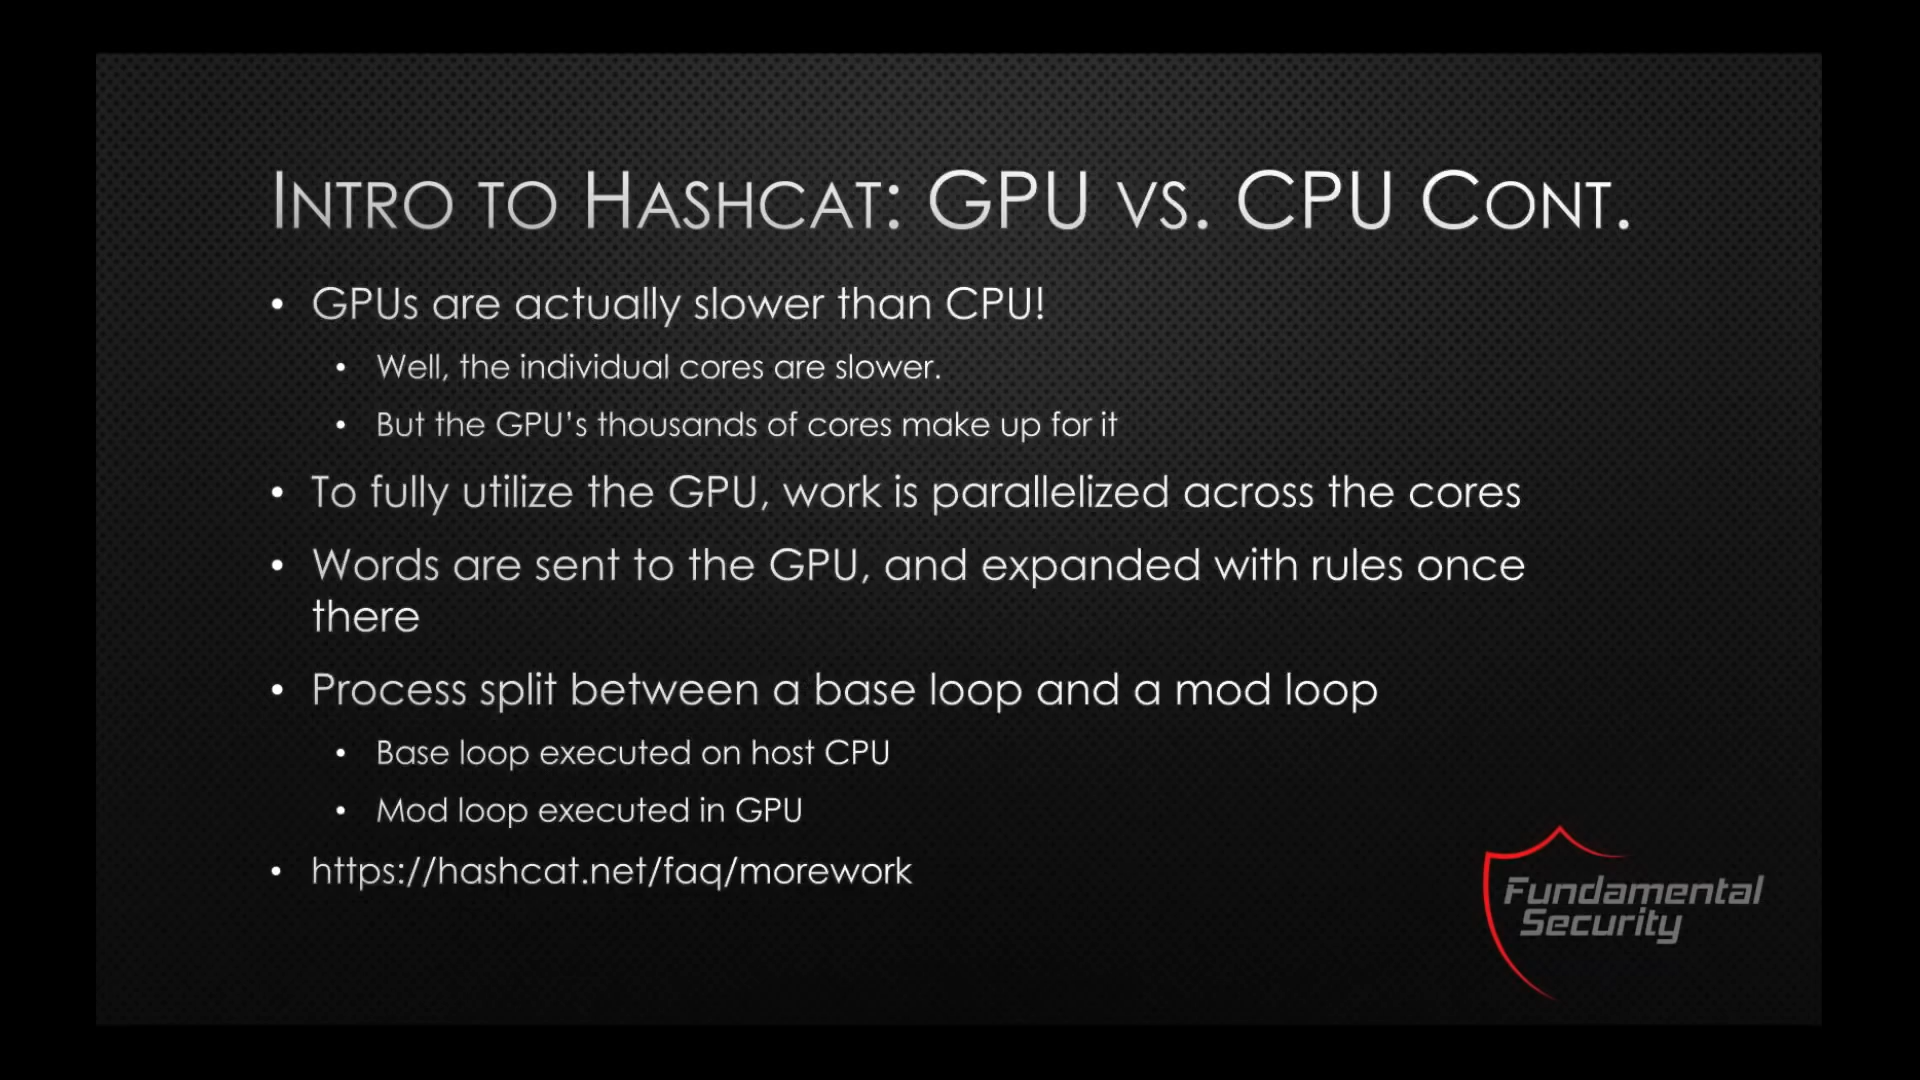 INTRO TO HASHCAT: GPU VS. CPU CONT.
• GPUs are actually slower than CPU!
• Well, the individual cores are slower.
• But the GPU’s thousands of cores make up for it
• To fully utilize the GPU, work is parallelized across the cores
• Words are sent to the GPU, and expanded with rules once
there
• Process split between a base loop and a mod loop
• Base loop executed on host CPU
• Mod loop executed in GPU
• https://hashcat.net/faq/morework
Fundamental
Security